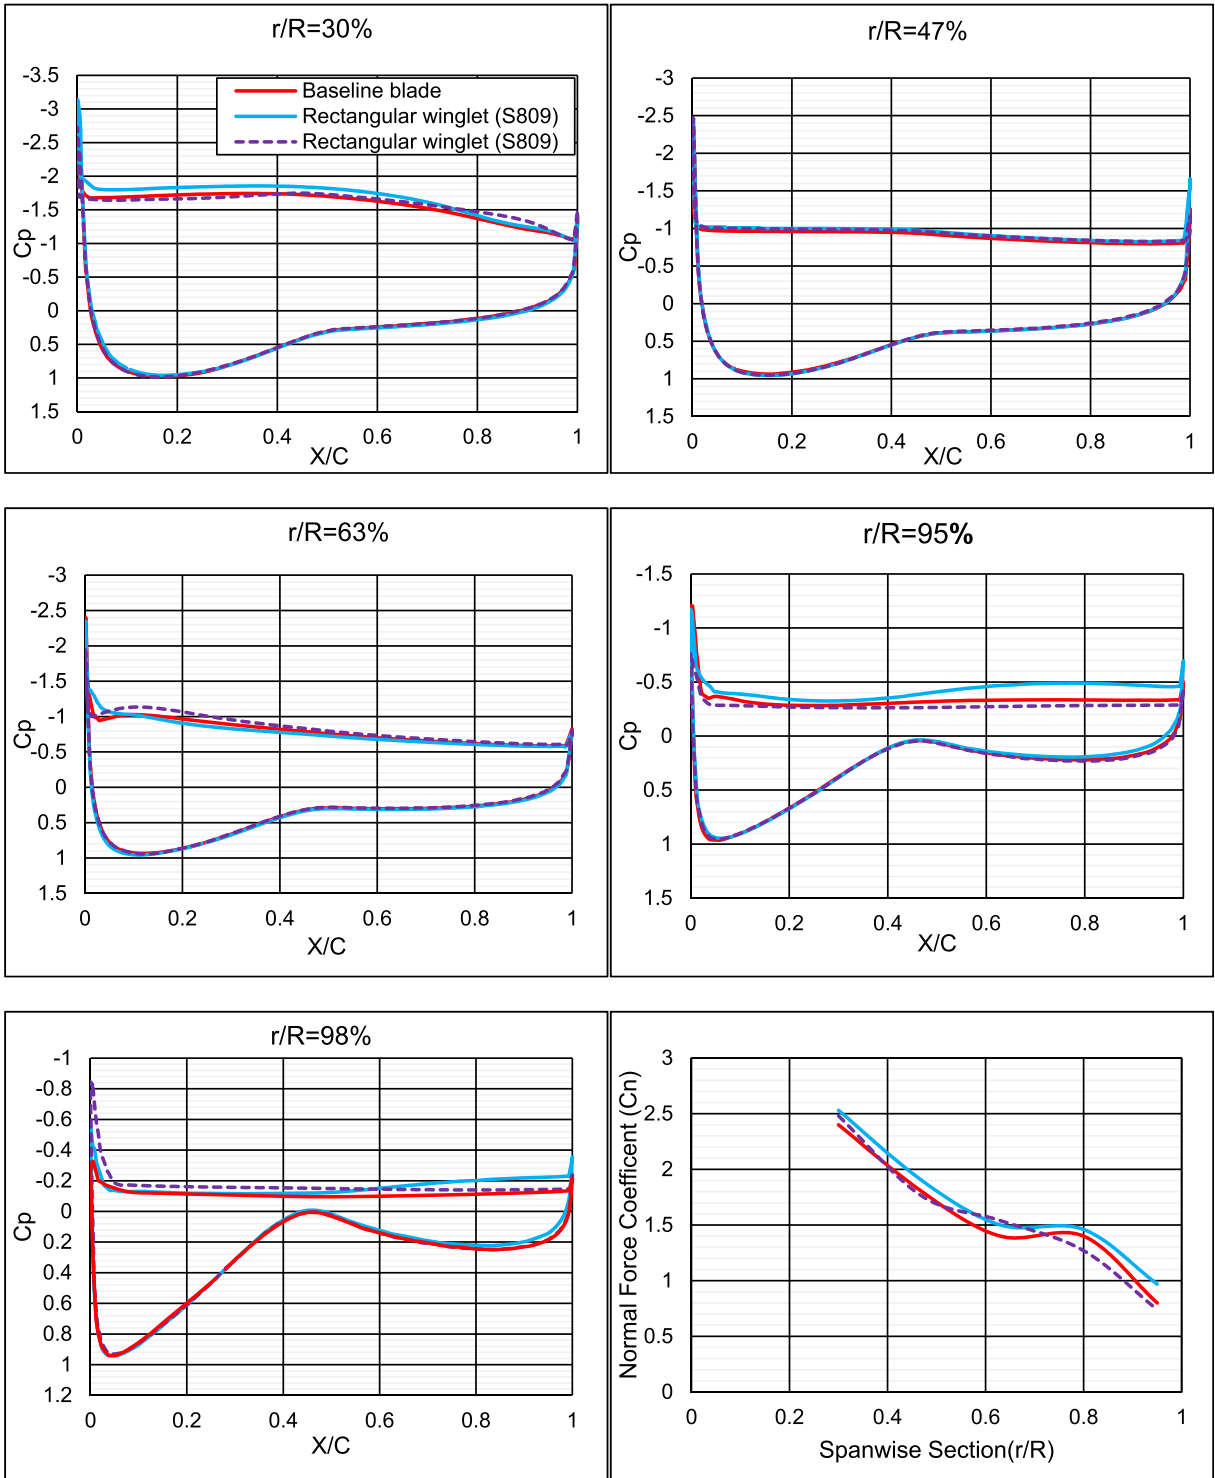 r/R=30%
-3.5
-3
-2.5
-2
-1.5
-1
-0.5
0
0.5
1
1.5
Cp
Baseline blade
Rectangular winglet (S809)
Rectangular winglet (S809)
0 0.2 0.4 0.6 0.8 1
X/C
r/R=47%
-3
-2.5
-2
-1.5
-1
-0.5
0
0.5
1
1.5
Cp
0 0.2 0.4 0.6 0.8 1
X/C
r/R=63%
-3
-2.5
-2
-1.5
-1
-0.5
0
0.5
1
1.5
Cp
0 0.2 0.4 0.6 0.8 1
X/C
r/R=95%
-1.5
-1
-0.5
0
0.5
1
1.5
Cp
0 0.2 0.4 0.6 0.8 1
X/C
r/R=98%
-1
-0.8
-0.6
-0.4
-0.2
0
0.2
0.4
0.6
0.8
1
1.2
Cp
0 0.2 0.4 0.6 0.8 1
X/C
3
2.5
2
1.5
1
0.5
0
Normal Force Coefficent (Cn)
0 0.2 0.4 0.6 0.8 1
Spanwise Section(r/R)